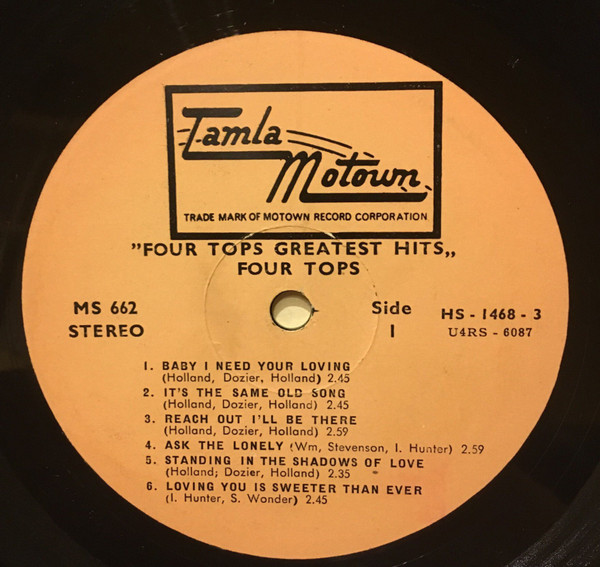 Tamla
Motown
TRADE MARK OF MOTOWN RECORD CORPORATION
”FOUR TOPS GREATEST HITS„
FOUR TOPS
MS 662
STEREO
Side
I
HS - 1468 - 3
U4RS - 6087
1. BABY I NEED YOUR LOVING
(Holland, Dozier, Holland) 2.45
2. IT'S THE SAME OLD SONG
(Holland, Dozier, Holland) 2.45
3. REACH OUT I'LL BE THERE
(Holland, Dozier, Holland) 2.59
4. ASK THE LONELY (Wm, Stevenson, I. Hunter) 2.59
5. STANDING IN THE SHADOWS OF LOVE
(Holland; Dozier, Holland) 2.35
6. LOVING YOU IS SWEETER THAN EVER
(I. Hunter, S. Wonder) 2.45